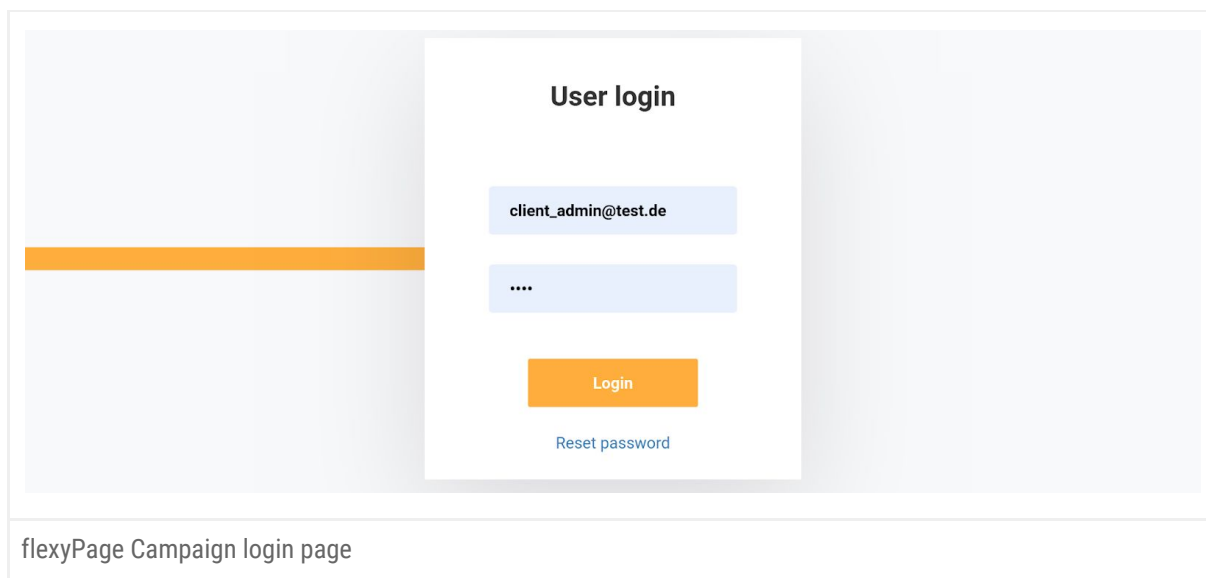 User login
client_admin@test.de
••••
Login
Reset password
flexyPage Campaign login page